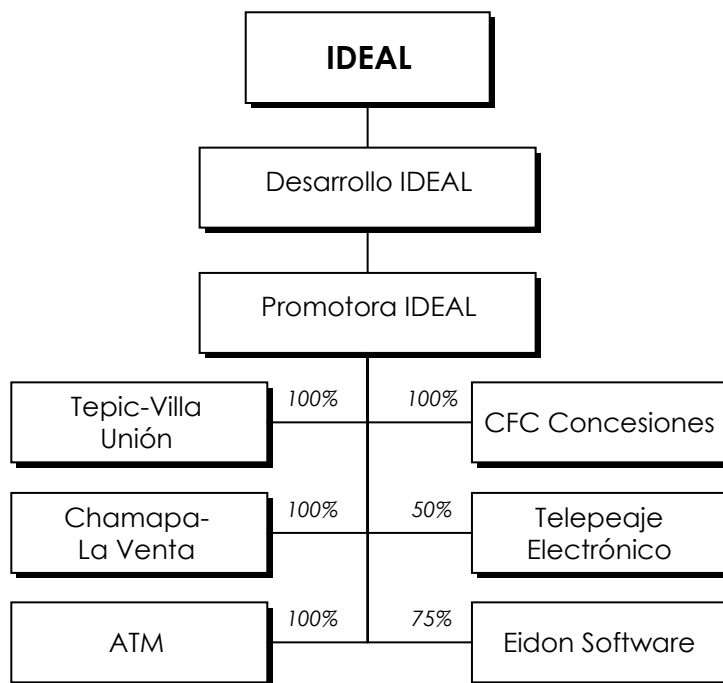 IDEAL
Desarrollo IDEAL
Promotora IDEAL
Tepic-Villa
Unión
100%
100%
CFC Concesiones
Chamapa-
La Venta
100%
50%
Telepeaje
Electrónico
ATM
100%
75%
Eidon Software